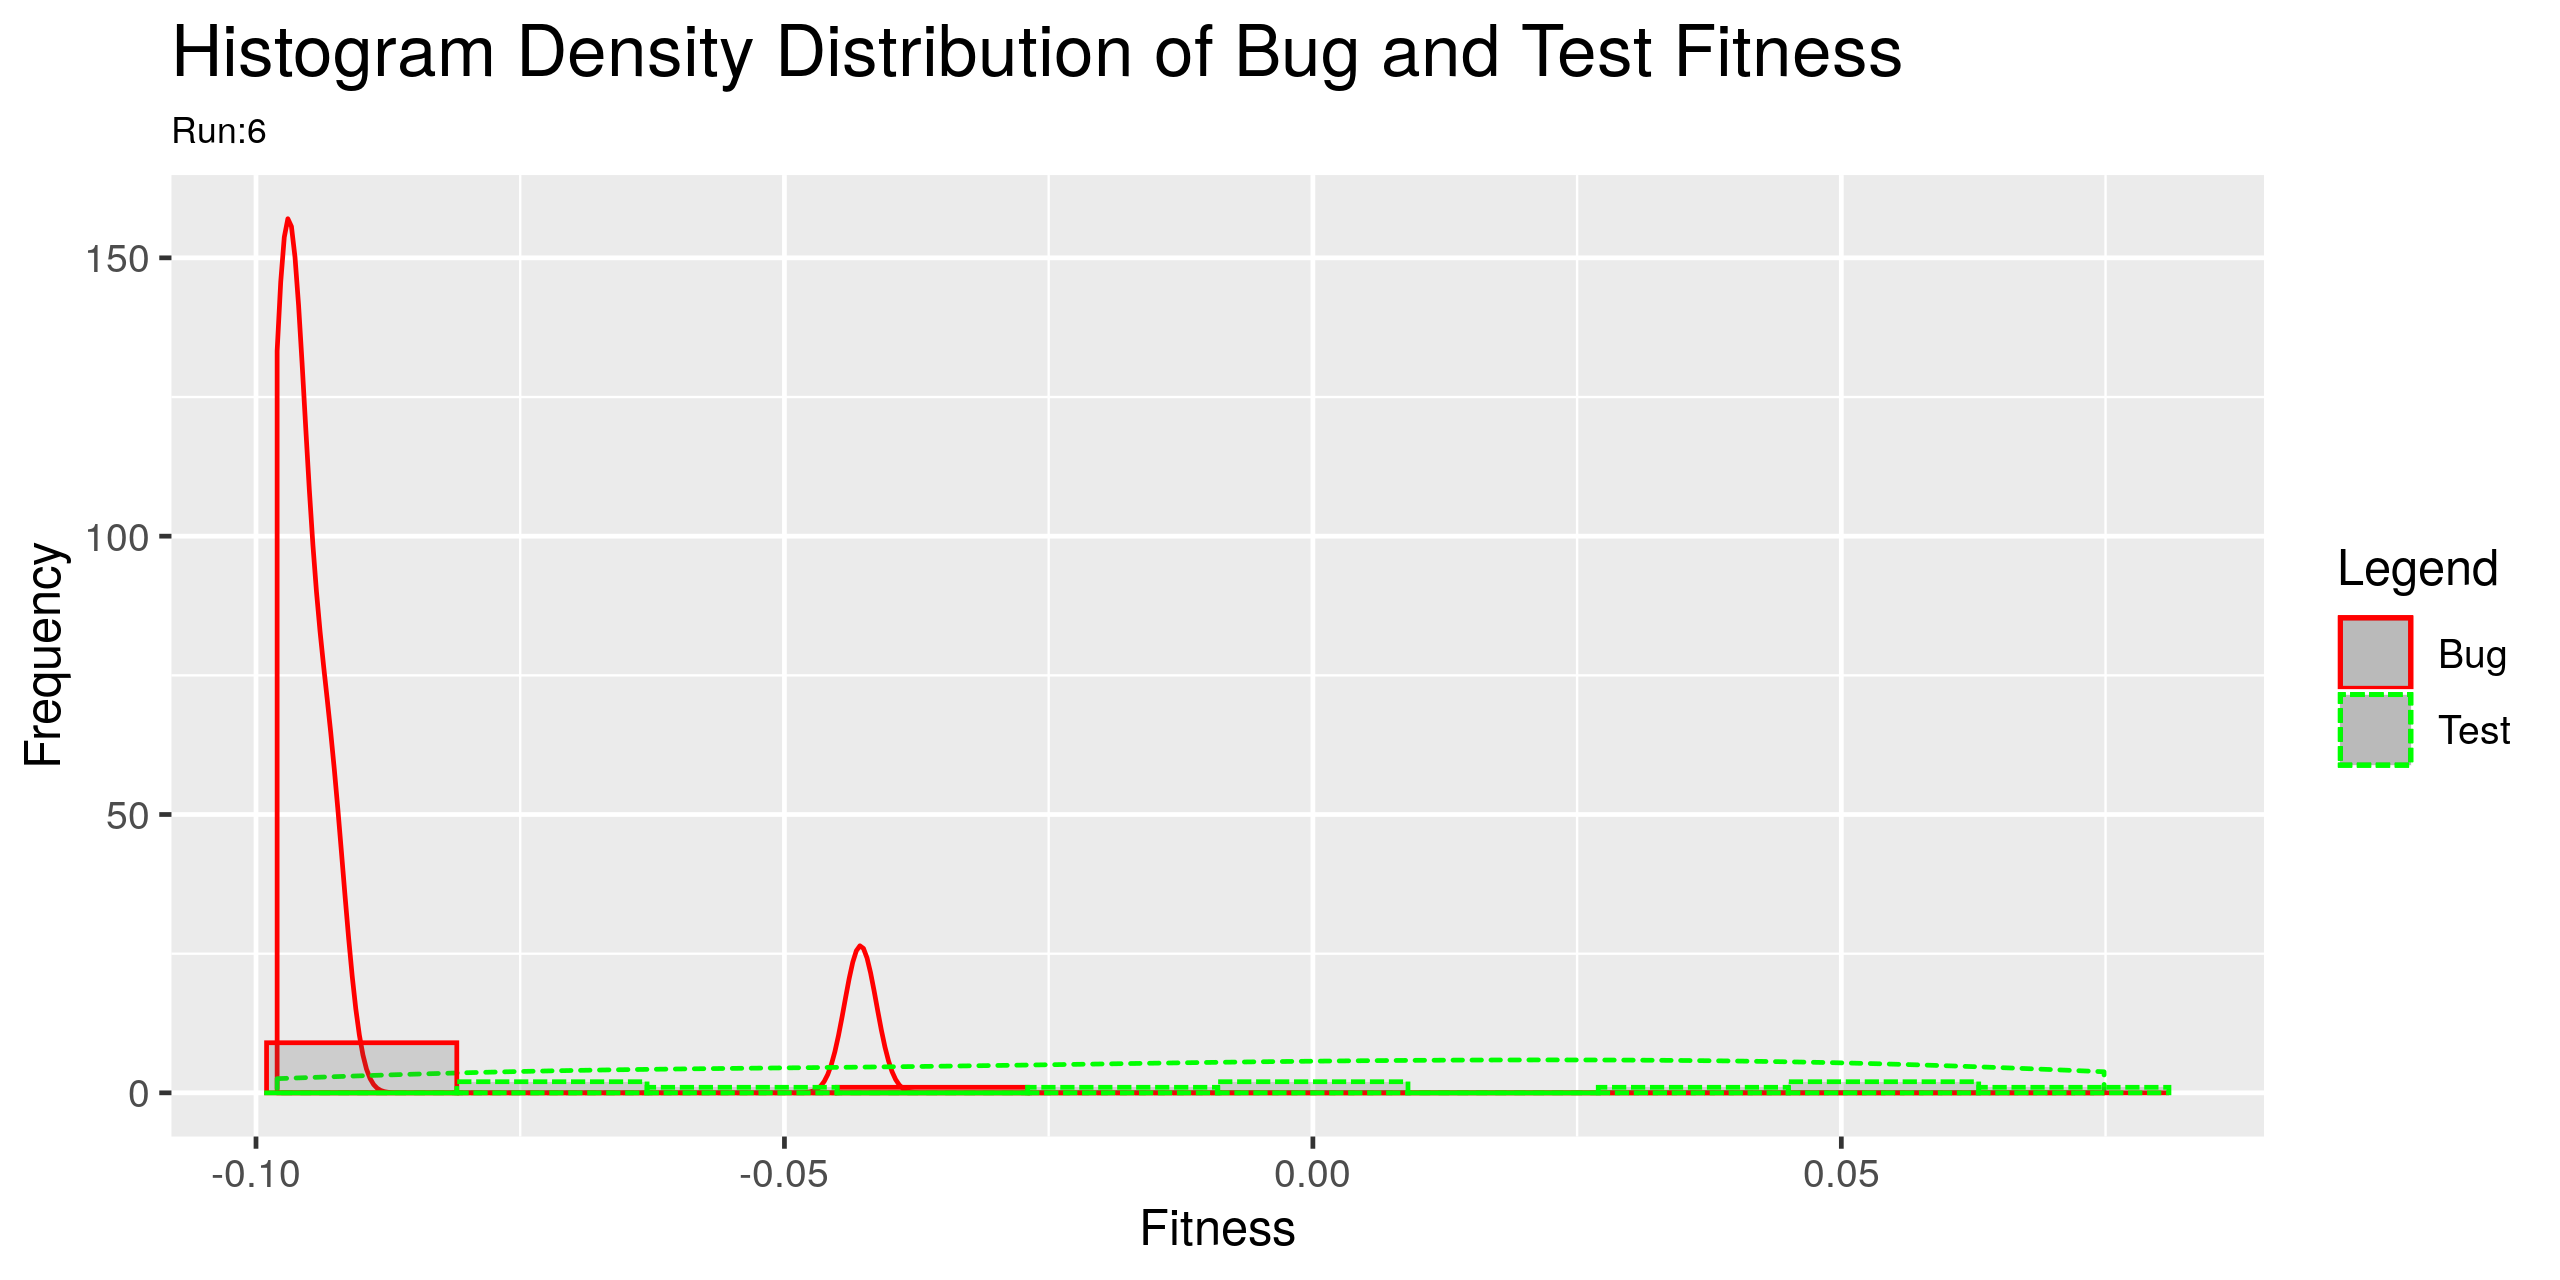 Histogram Density Distribution of Bug and Test Fitness
Run:6
150
100
50
0
Frequency
-0.10
-0.05
0.00
0.05
Fitness
Legend
Bug
Test